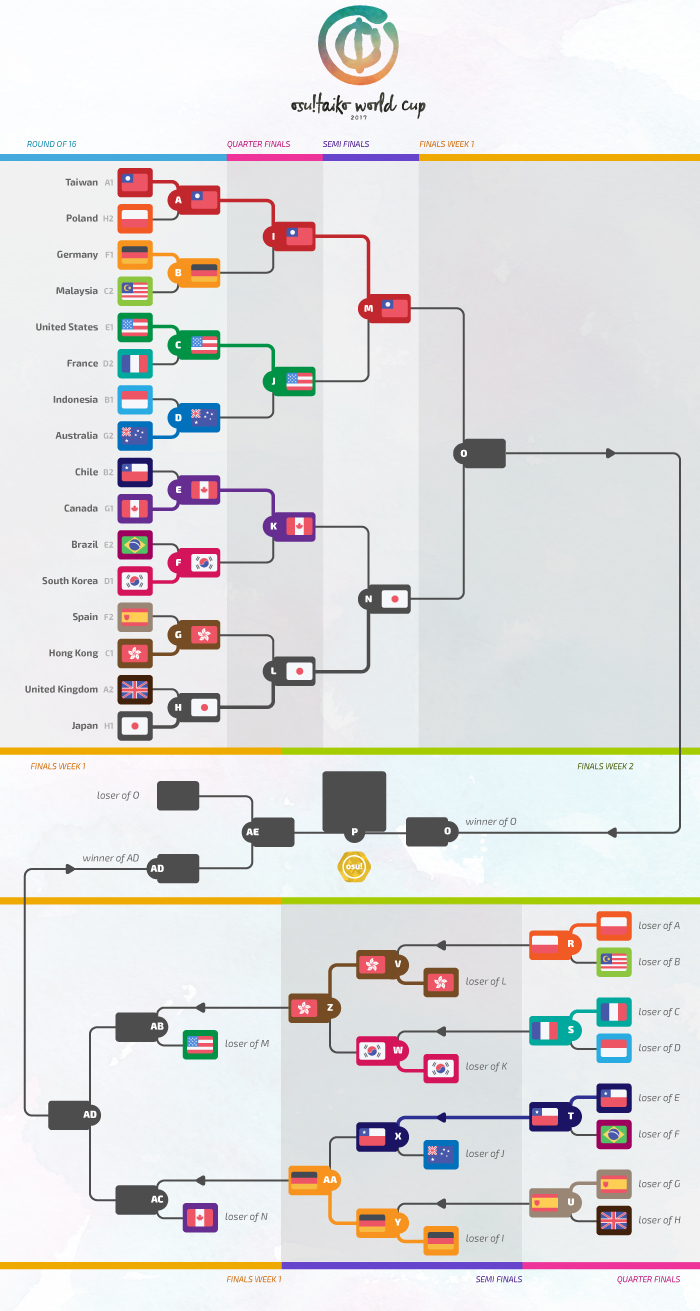 osu!taiko world cup
2017
ROUND OF 16 QUARTER FINALS SEMI FINALS FINALS WEEK 1
Taiwan A1
A
Poland H2
I
Germany F1
B
Malaysia C2
M
United States E1
C
France D2
J
Indonesia B1
D
Australia G2
O
Chile B2
E
Canada G1
K
Brazil E2
F
South Korea D1
N
Spain F2
G
Hong Kong C1
L
United Kingdom A2
H
Japan H1
FINALS WEEK 1 FINALS WEEK 2
loser of O
winner of O
AE P O
winner of AD
AD
osu!
loser of A
R
V
loser of B
loser of L
Z
loser of C
AB
S
loser of M
W
loser of D
loser of K
loser of E
AD
T
X
loser of F
loser of J
AA
loser of G
AC
U
loser of N
Y
loser of H
loser of I
FINALS WEEK 1 SEMI FINALS QUARTER FINALS